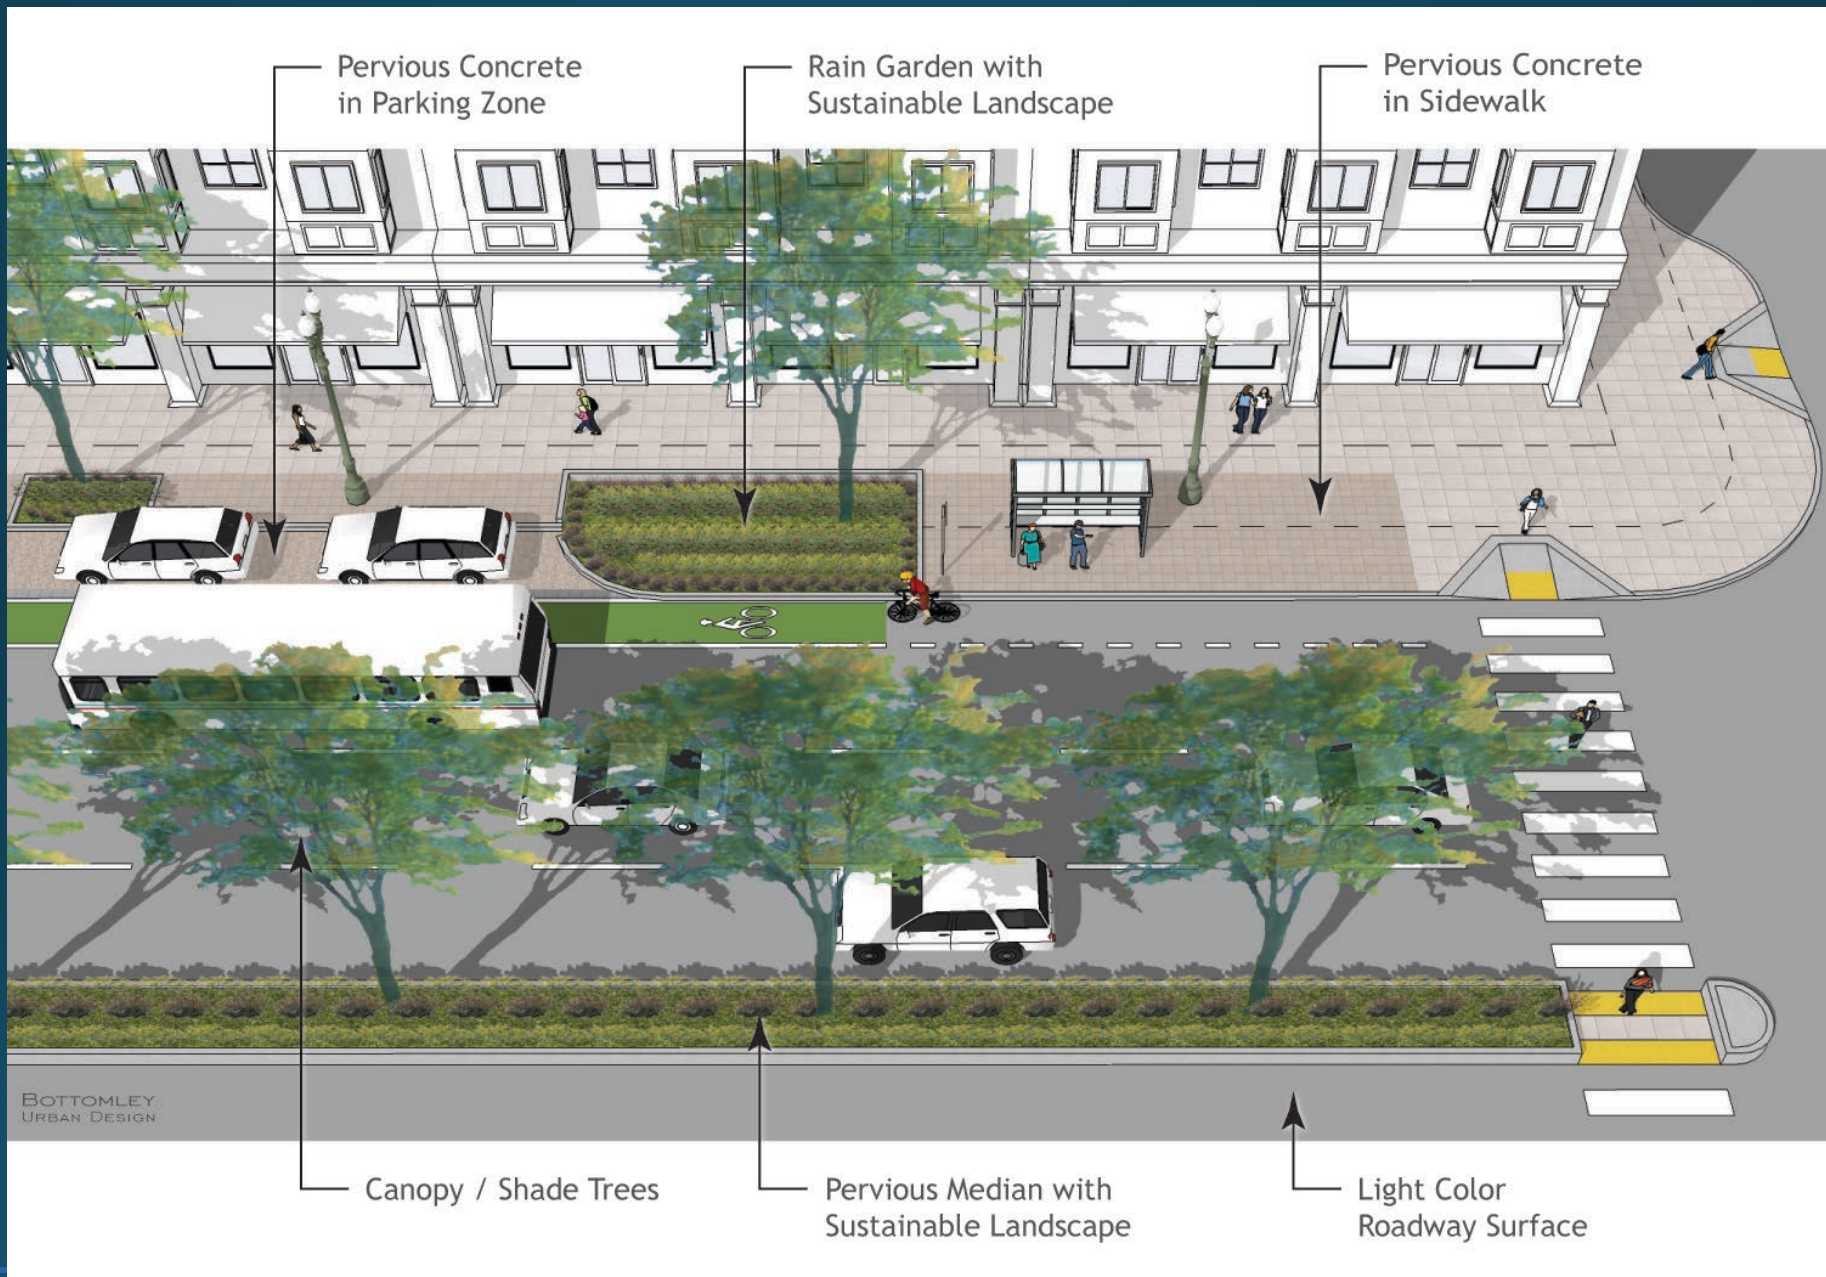 Pervious Concrete
in Parking Zone
Rain Garden with
Sustainable Landscape
Pervious Concrete
in Sidewalk
BOTTOMLEY
URBAN DESIGN
Canopy / Shade Trees
Pervious Median with
Sustainable Landscape
Light Color
Roadway Surface